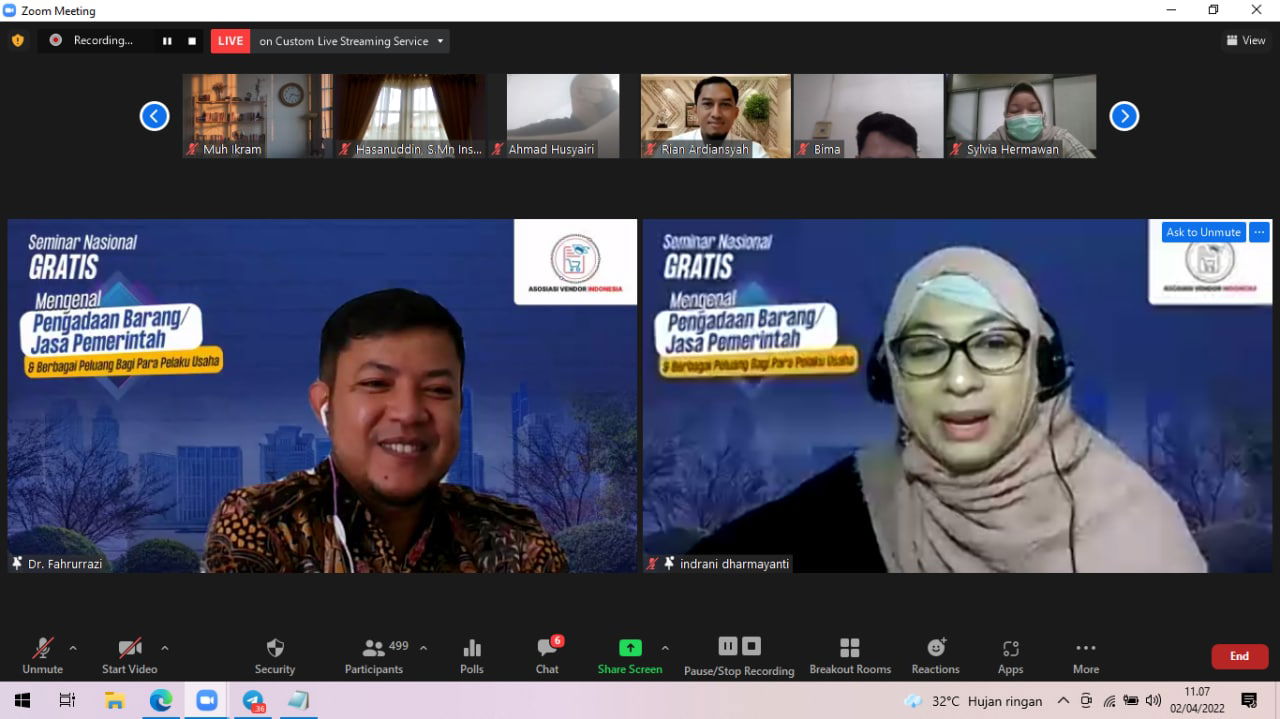 Zoom Meeting
Recording...
LIVE
on Custom Live Streaming Service
View
Muh Ikram
Hasanuddin, S.Mn Ins...
Ahmad Husyairi
Rian Ardiansyah
Bima
Sylvia Hermawan
Seminar Nasional
GRATIS
Mengenal
Pengadaan Barang/
Jasa Pemerintah
& Berbagai Peluang Bagi Para Pelaku Usaha
ASOSIASI VENDOR INDONESIA
Dr. Fahrurrazi
Seminar Nasional
GRATIS
Mengenal
Pengadaan Barang/
Jasa Pemerintah
& Berbagai Peluang Bagi Para Pelaku Usaha
Ask to Unmute
ASOSIASI VENDOR INDONESIA
indrani dharmayanti
Unmute
Start Video
Security
499
Participants
Polls
6
Chat
Share Screen
Pause/Stop Recording
Breakout Rooms
Reactions
Apps
More
End
36
32°C Hujan ringan
11.07
02/04/2022